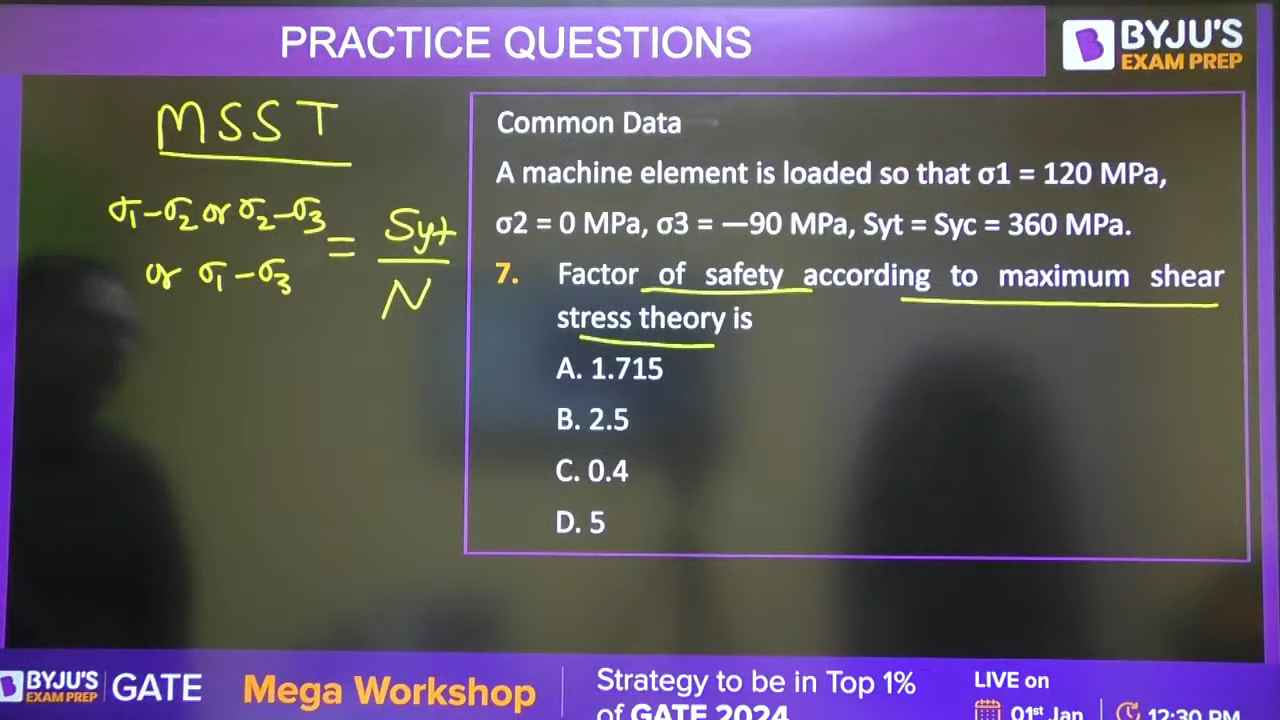 PRACTICE QUESTIONS
BYJU'S
EXAM PREP
MSST
σ1-σ2 or σ2-σ3
or σ1-σ3
= Syt
N
Common Data
A machine element is loaded so that σ1 = 120 MPa,
σ2 = 0 MPa, σ3 = —90 MPa, Syt = Syc = 360 MPa.
7. Factor of safety according to maximum shear
stress theory is
A. 1.715
B. 2.5
C. 0.4
D. 5
BYJU'S
EXAM PREP
GATE
Mega Workshop
Strategy to be in Top 1%
of GATE 2024
LIVE on
01st Jan
12:30 PM